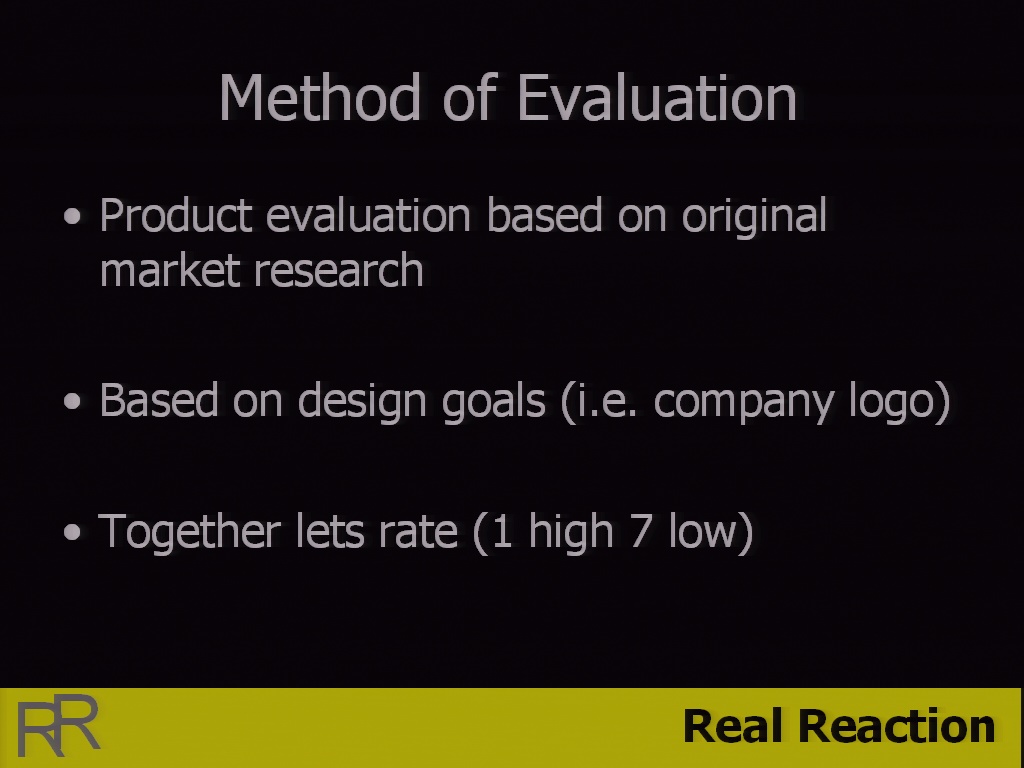 Method of Evaluation
• Product evaluation based on original
market research
• Based on design goals (i.e. company logo)
• Together lets rate (1 high 7 low)
RR
Real Reaction